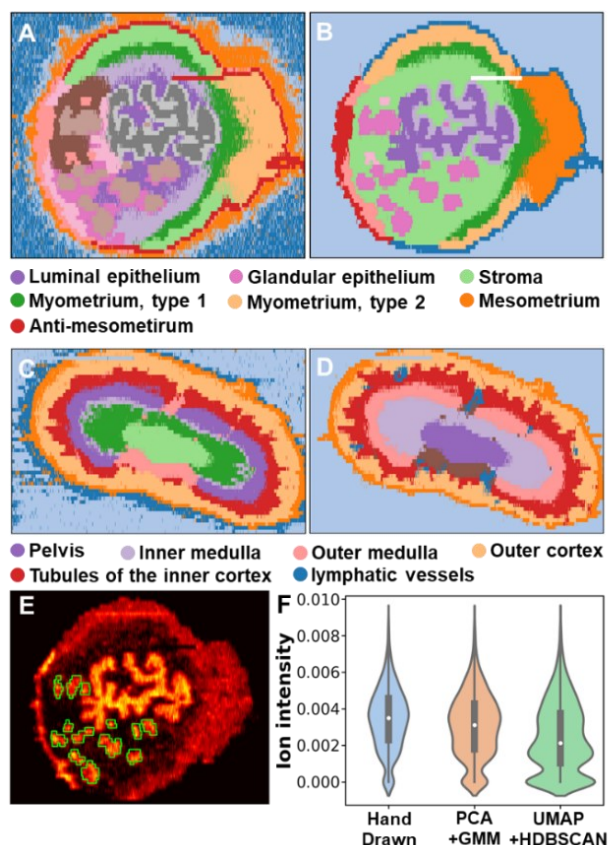 A B
Luminal epithelium Glandular epithelium Stroma
Myometrium, type 1 Myometrium, type 2 Mesometrium
Anti-mesometirum
C D
Pelvis Inner medulla Outer medulla Outer cortex
Tubules of the inner cortex lymphatic vessels
E F
Ion intensity
0.010
0.008
0.006
0.004
0.002
0.000
Hand PCA UMAP
Drawn +GMM +HDBSCAN